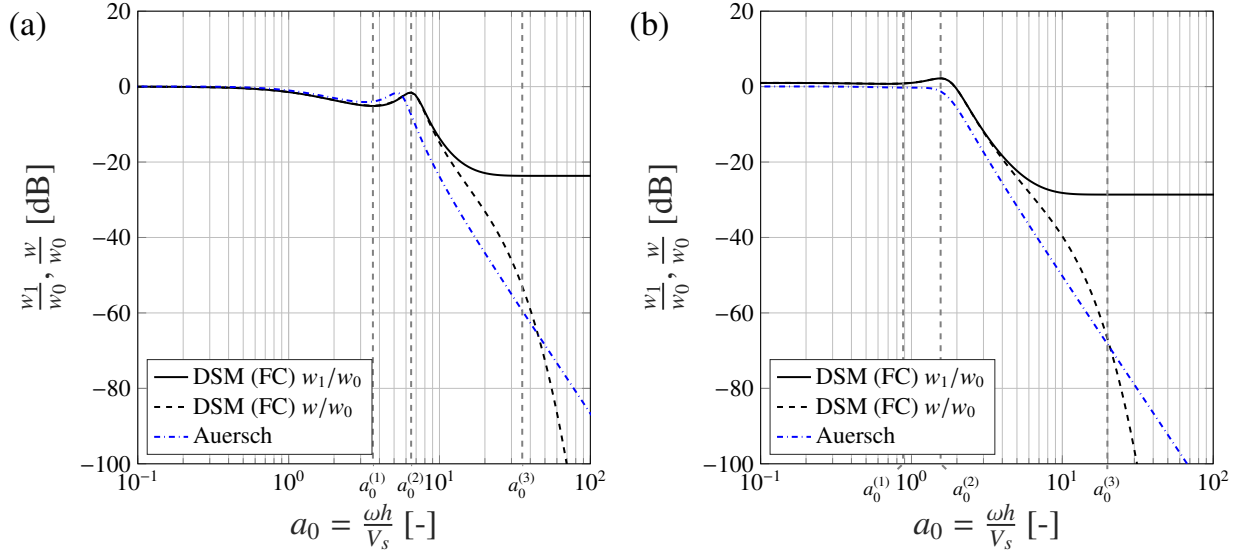 (a)
20
0
−20
−40
−60
−80
−100
w₁/w₀, w/w₀ [dB]
DSM (FC) w₁/w₀
DSM (FC) w/w₀
Auersch
10⁻¹ 10⁰ a₀⁽¹⁾ a₀⁽²⁾ 10¹ a₀⁽³⁾ 10²
a₀ = ωh/Vₛ [-]
(b)
20
0
−20
−40
−60
−80
−100
w₁/w₀, w/w₀ [dB]
DSM (FC) w₁/w₀
DSM (FC) w/w₀
Auersch
10⁻¹ a₀⁽¹⁾ 10⁰ a₀⁽²⁾ 10¹ a₀⁽³⁾ 10²
a₀ = ωh/Vₛ [-]